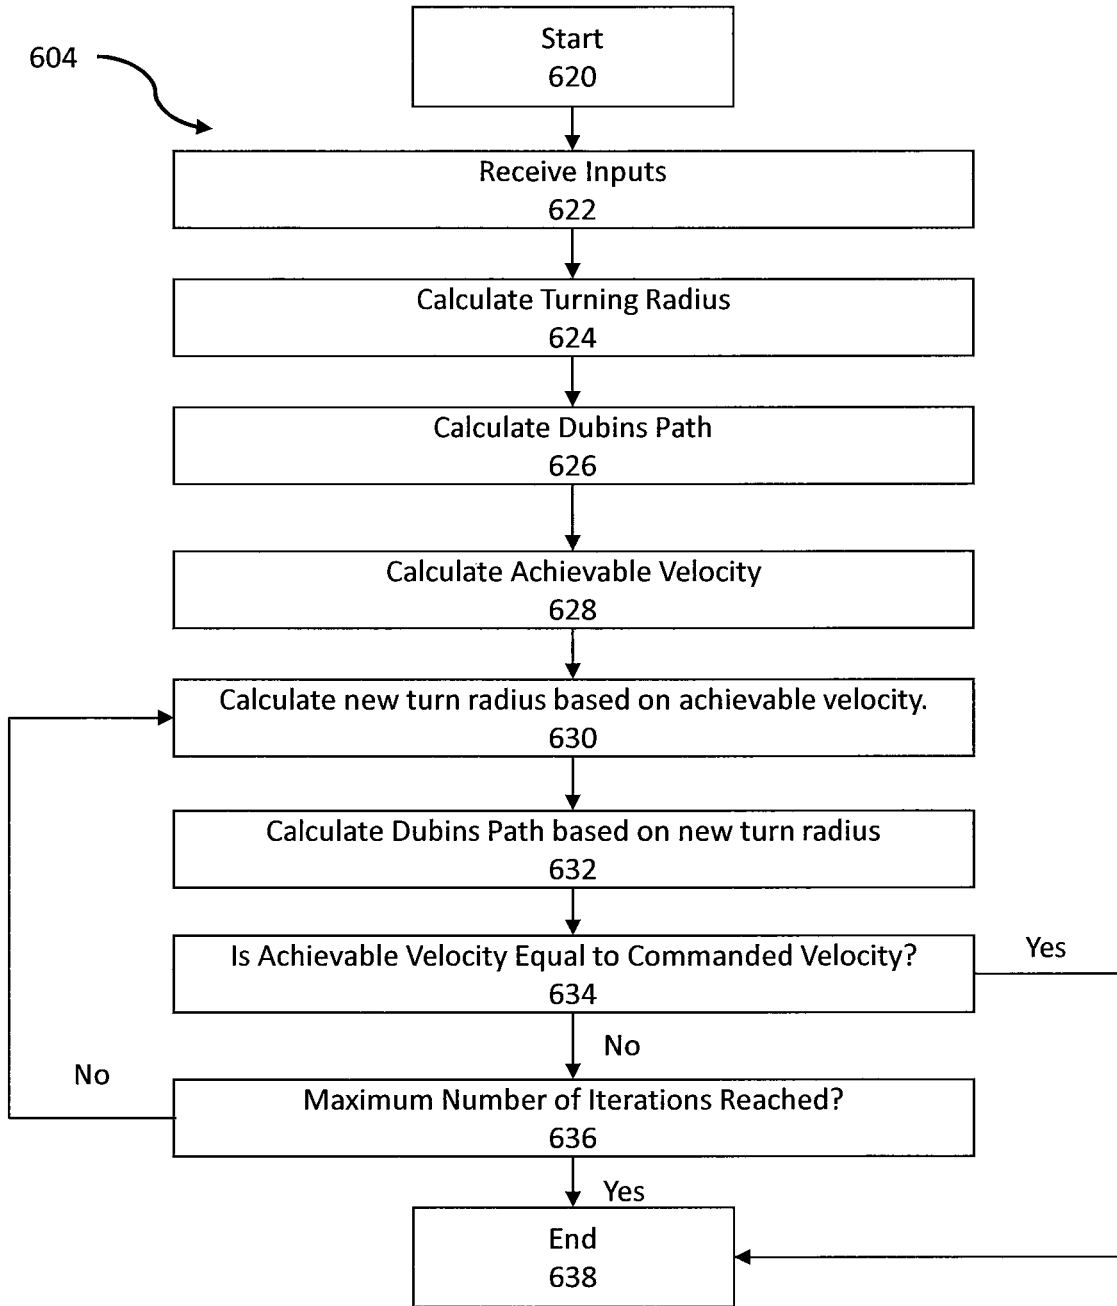 604
Start
620
Receive Inputs
622
Calculate Turning Radius
624
Calculate Dubins Path
626
Calculate Achievable Velocity
628
Calculate new turn radius based on achievable velocity.
630
Calculate Dubins Path based on new turn radius
632
Is Achievable Velocity Equal to Commanded Velocity?
634
Yes
No
No
Maximum Number of Iterations Reached?
636
Yes
End
638